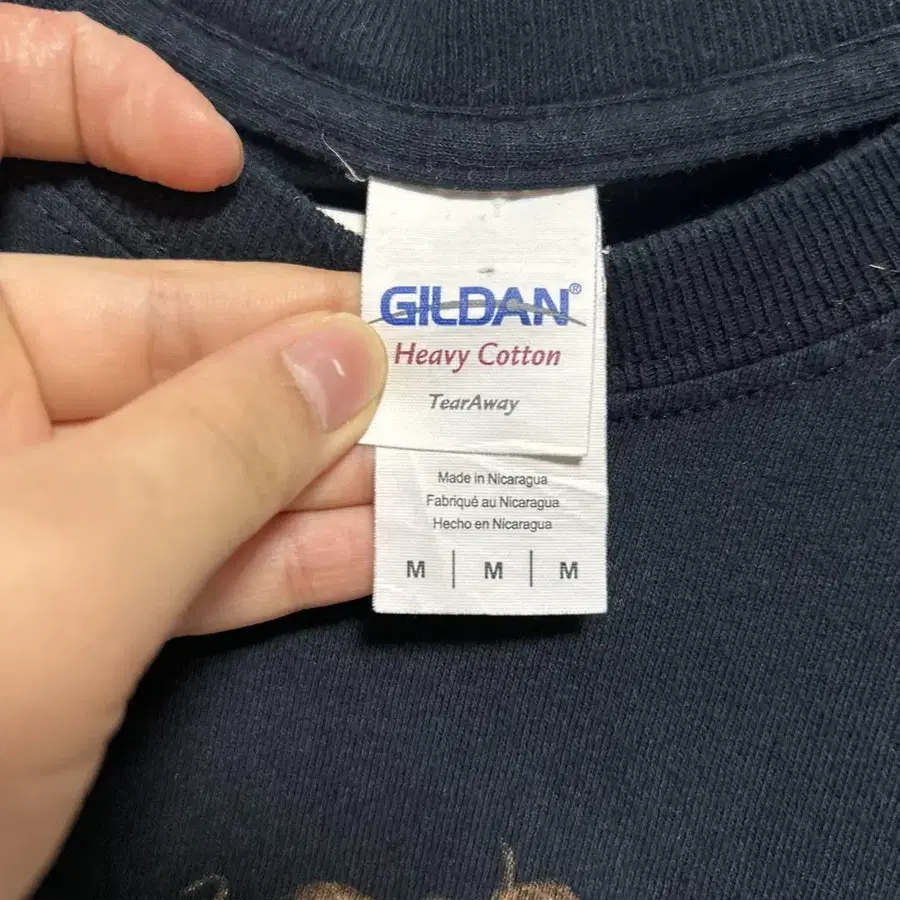 GILDAN®
Heavy Cotton
TearAway
Made in Nicaragua
Fabriqué au Nicaragua
Hecho en Nicaragua
M | M | M